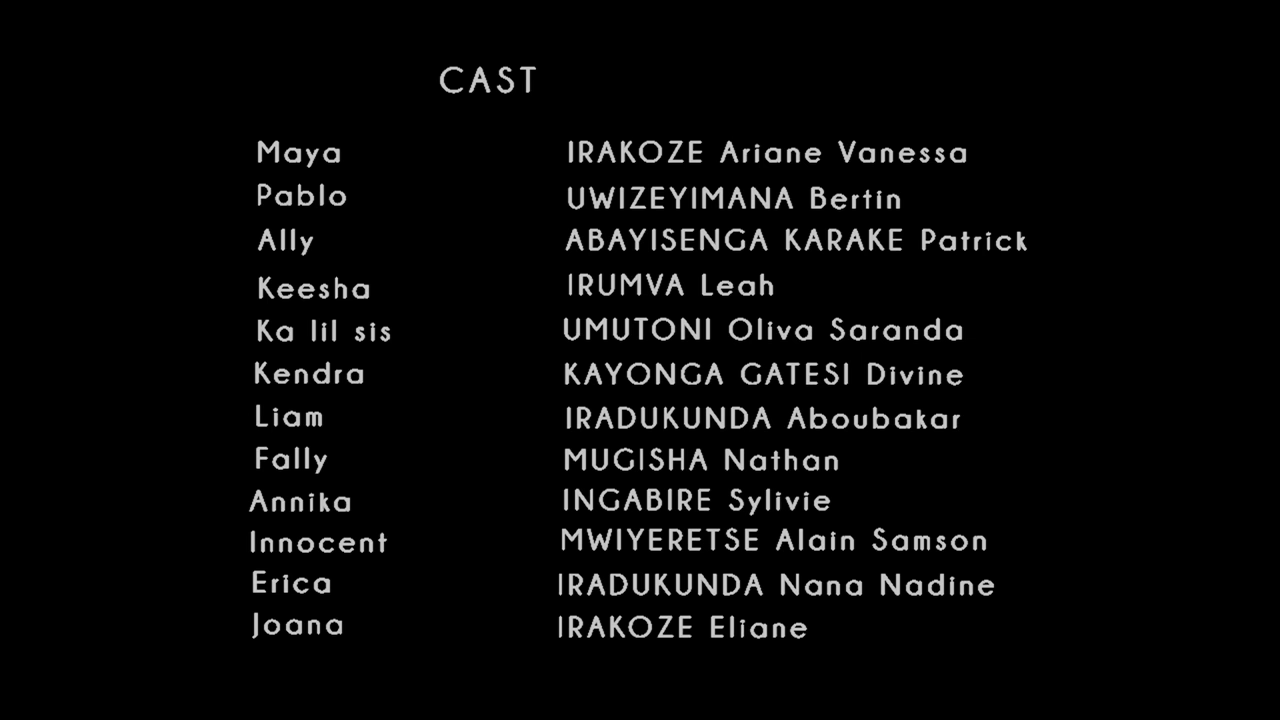 CAST
Maya IRAKOZE Ariane Vanessa
Pablo UWIZEYIMANA Bertin
Ally ABAYISENGA KARAKE Patrick
Keesha IRUMVA Leah
Ka lil sis UMUTONI Oliva Saranda
Kendra KAYONGA GATESI Divine
Liam IRADUKUNDA Aboubakar
Fally MUGISHA Nathan
Annika INGABIRE Sylivie
Innocent MWIYERETSE Alain Samson
Erica IRADUKUNDA Nana Nadine
Joana IRAKOZE Eliane